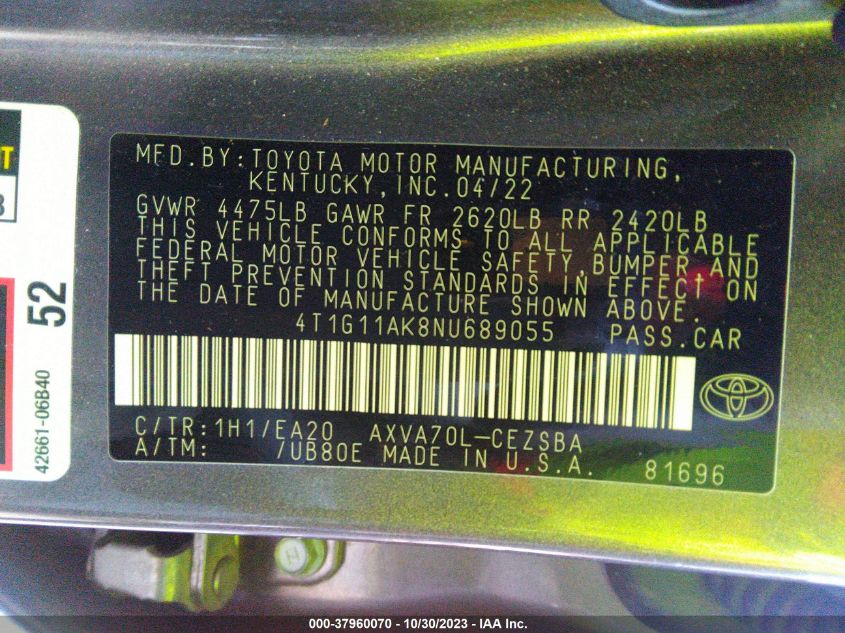 MFD.BY:TOYOTA MOTOR MANUFACTURING,
KENTUCKY,INC.04/22
GVWR 4475LB GAWR FR 2620LB RR 2420LB
THIS VEHICLE CONFORMS TO ALL APPLICABLE
FEDERAL MOTOR VEHICLE SAFETY,BUMPER AND
THEFT PREVENTION STANDARDS IN EFFECT ON
THE DATE OF MANUFACTURE SHOWN ABOVE.
4T1G11AK8NU689055 PASS.CAR
C/TR:1H1/EA20 AXVA70L-CEZSBA
A/TM: /UB80E MADE IN U.S.A. 81696
52
42661-06B40
000-37960070 - 10/30/2023 - IAA Inc.